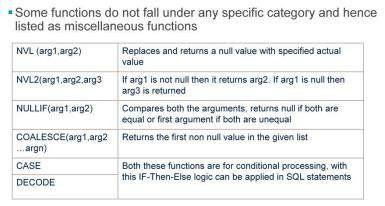 ▪ Some functions do not fall under any specific category and hence
listed as miscellaneous functions
NVL (arg1,arg2)
Replaces and returns a null value with specified actual
value
NVL2(arg1,arg2,arg3
If arg1 is not null then it returns arg2. If arg1 is null then
arg3 is returned
NULLIF(arg1,arg2)
Compares both the arguments, returns null if both are
equal or first argument if both are unequal
COALESCE(arg1,arg2
…argn)
Returns the first non null value in the given list
CASE
Both these functions are for conditional processing, with
this IF-Then-Else logic can be applied in SQL statements
DECODE